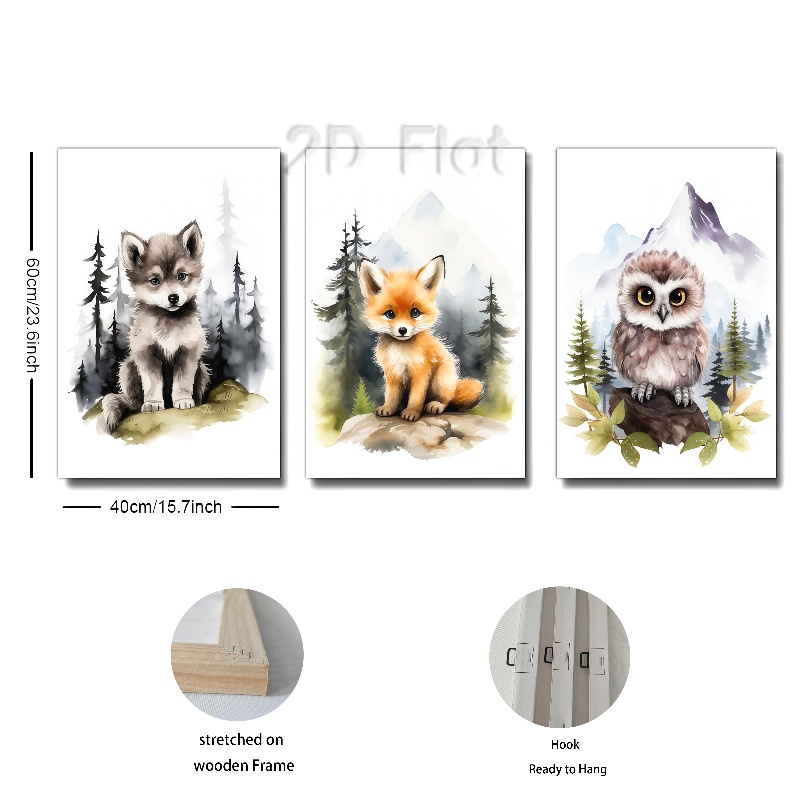 2D Flat
60cm/23.6inch
40cm/15.7inch
stretched on
wooden Frame
Hook
Ready to Hang